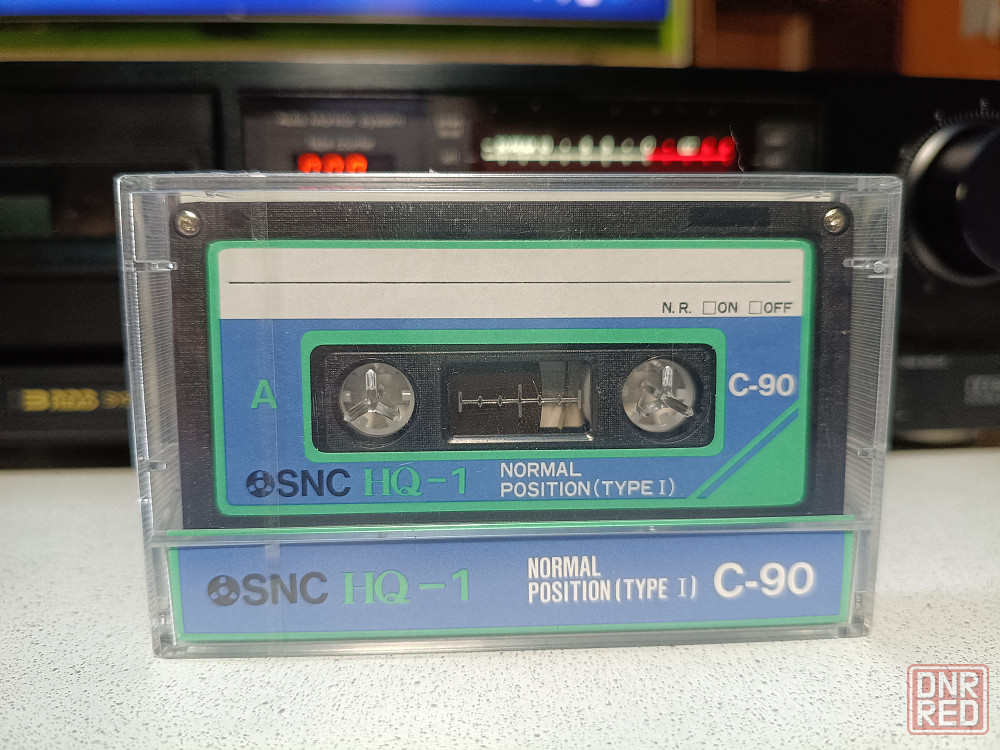 N.R. □ON □OFF
A
C-90
SNC HQ-1
NORMAL
POSITION(TYPE I)
SNC HQ-1
NORMAL
POSITION(TYPE I)
C-90
DNR
RED